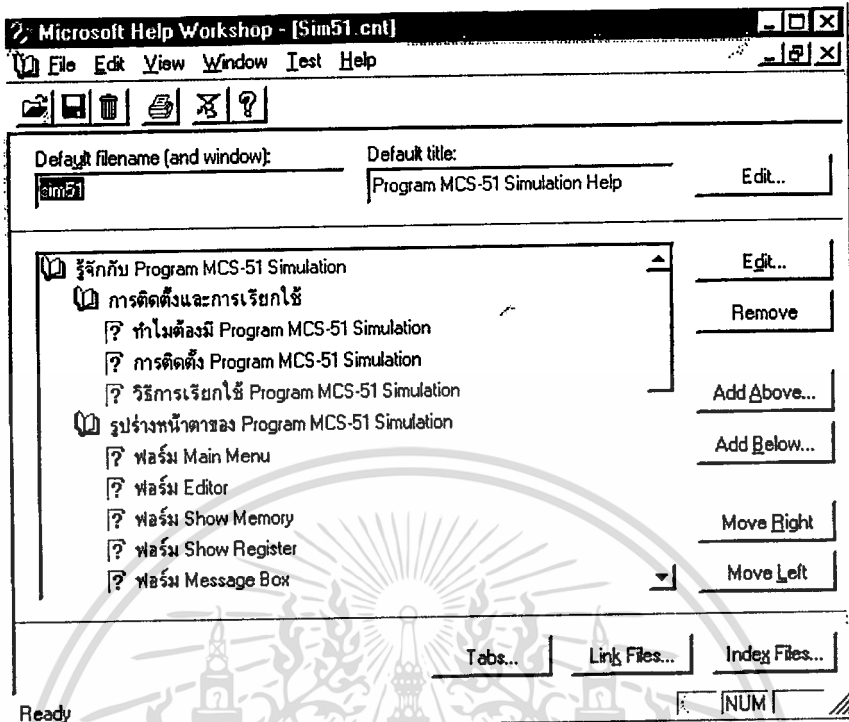 Microsoft Help Workshop - [Sim51.cnt]
File Edit View Window Test Help
Default filename (and window): Default title:
sim51 Program MCS-51 Simulation Help Edit...
รู้จักกับ Program MCS-51 Simulation Edit...
การติดตั้งและการเรียกใช้
? ทำไมต้องมี Program MCS-51 Simulation Remove
? การติดตั้ง Program MCS-51 Simulation
? วิธีการเรียกใช้ Program MCS-51 Simulation Add Above...
รูปร่างหน้าตาของ Program MCS-51 Simulation
? ฟอร์ม Main Menu Add Below...
? ฟอร์ม Editor
? ฟอร์ม Show Memory Move Right
? ฟอร์ม Show Register
? ฟอร์ม Message Box Move Left
Tabs... Link Files... Index Files...
Ready NUM